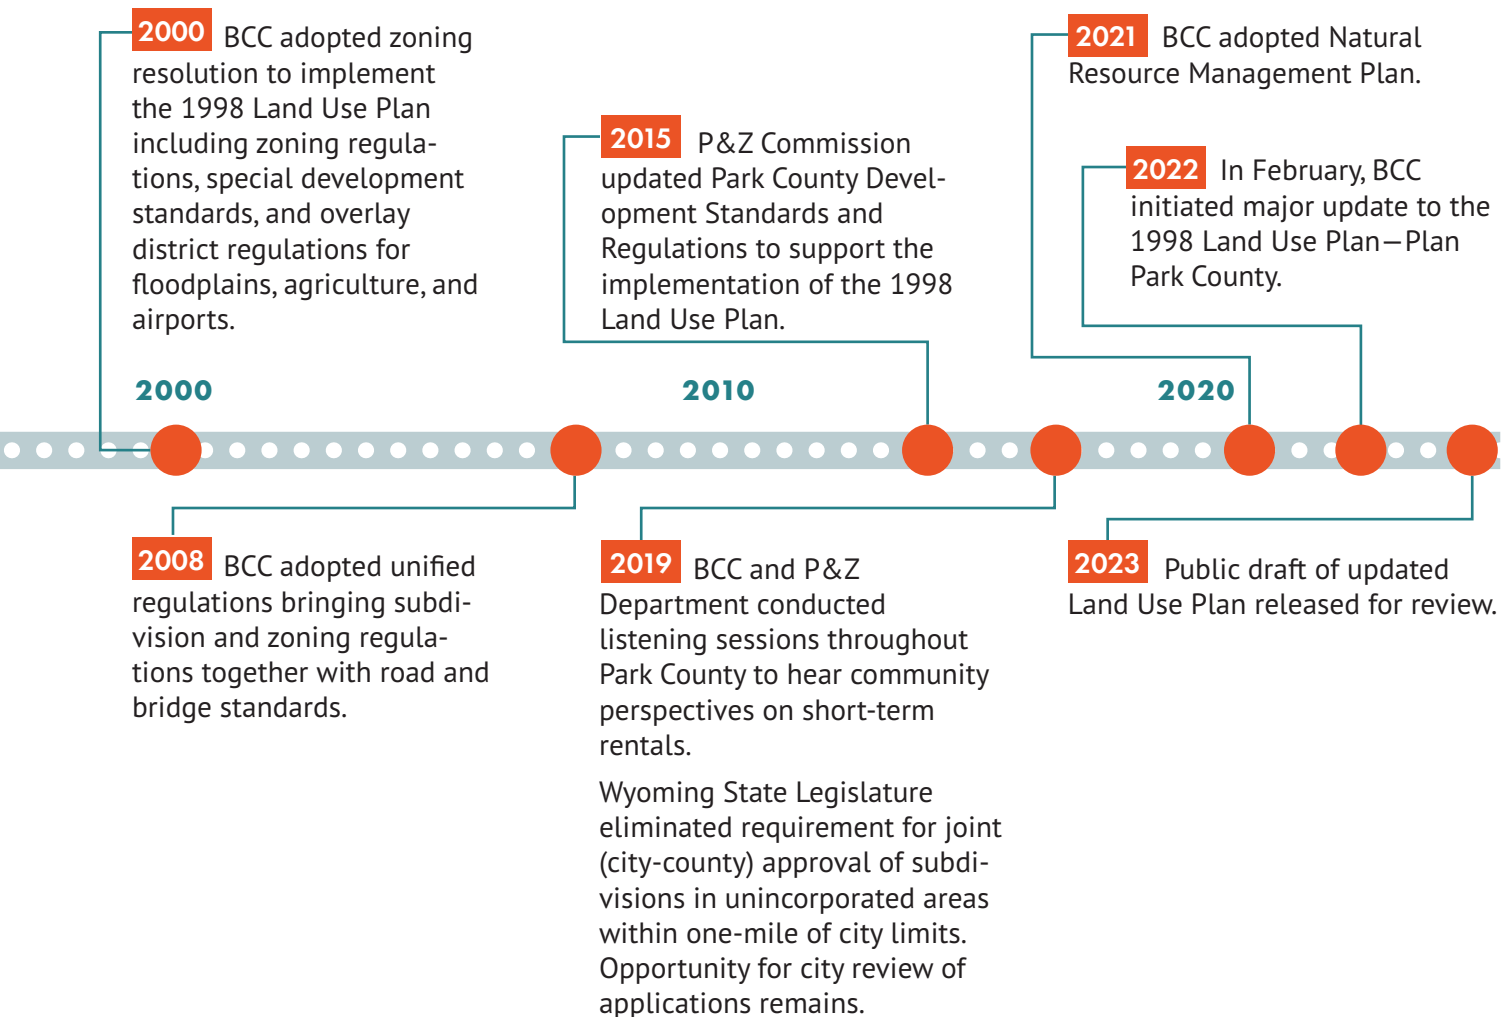 2000 BCC adopted zoning
resolution to implement
the 1998 Land Use Plan
including zoning regula-
tions, special development
standards, and overlay
district regulations for
floodplains, agriculture, and
airports.
2015 P&Z Commission
updated Park County Devel-
opment Standards and
Regulations to support the
implementation of the 1998
Land Use Plan.
2021 BCC adopted Natural
Resource Management Plan.
2022 In February, BCC
initiated major update to the
1998 Land Use Plan—Plan
Park County.
2000
2010
2020
2008 BCC adopted unified
regulations bringing subdi-
vision and zoning regula-
tions together with road and
bridge standards.
2019 BCC and P&Z
Department conducted
listening sessions throughout
Park County to hear community
perspectives on short-term
rentals.
Wyoming State Legislature
eliminated requirement for joint
(city-county) approval of subdi-
visions in unincorporated areas
within one-mile of city limits.
Opportunity for city review of
applications remains.
2023 Public draft of updated
Land Use Plan released for review.